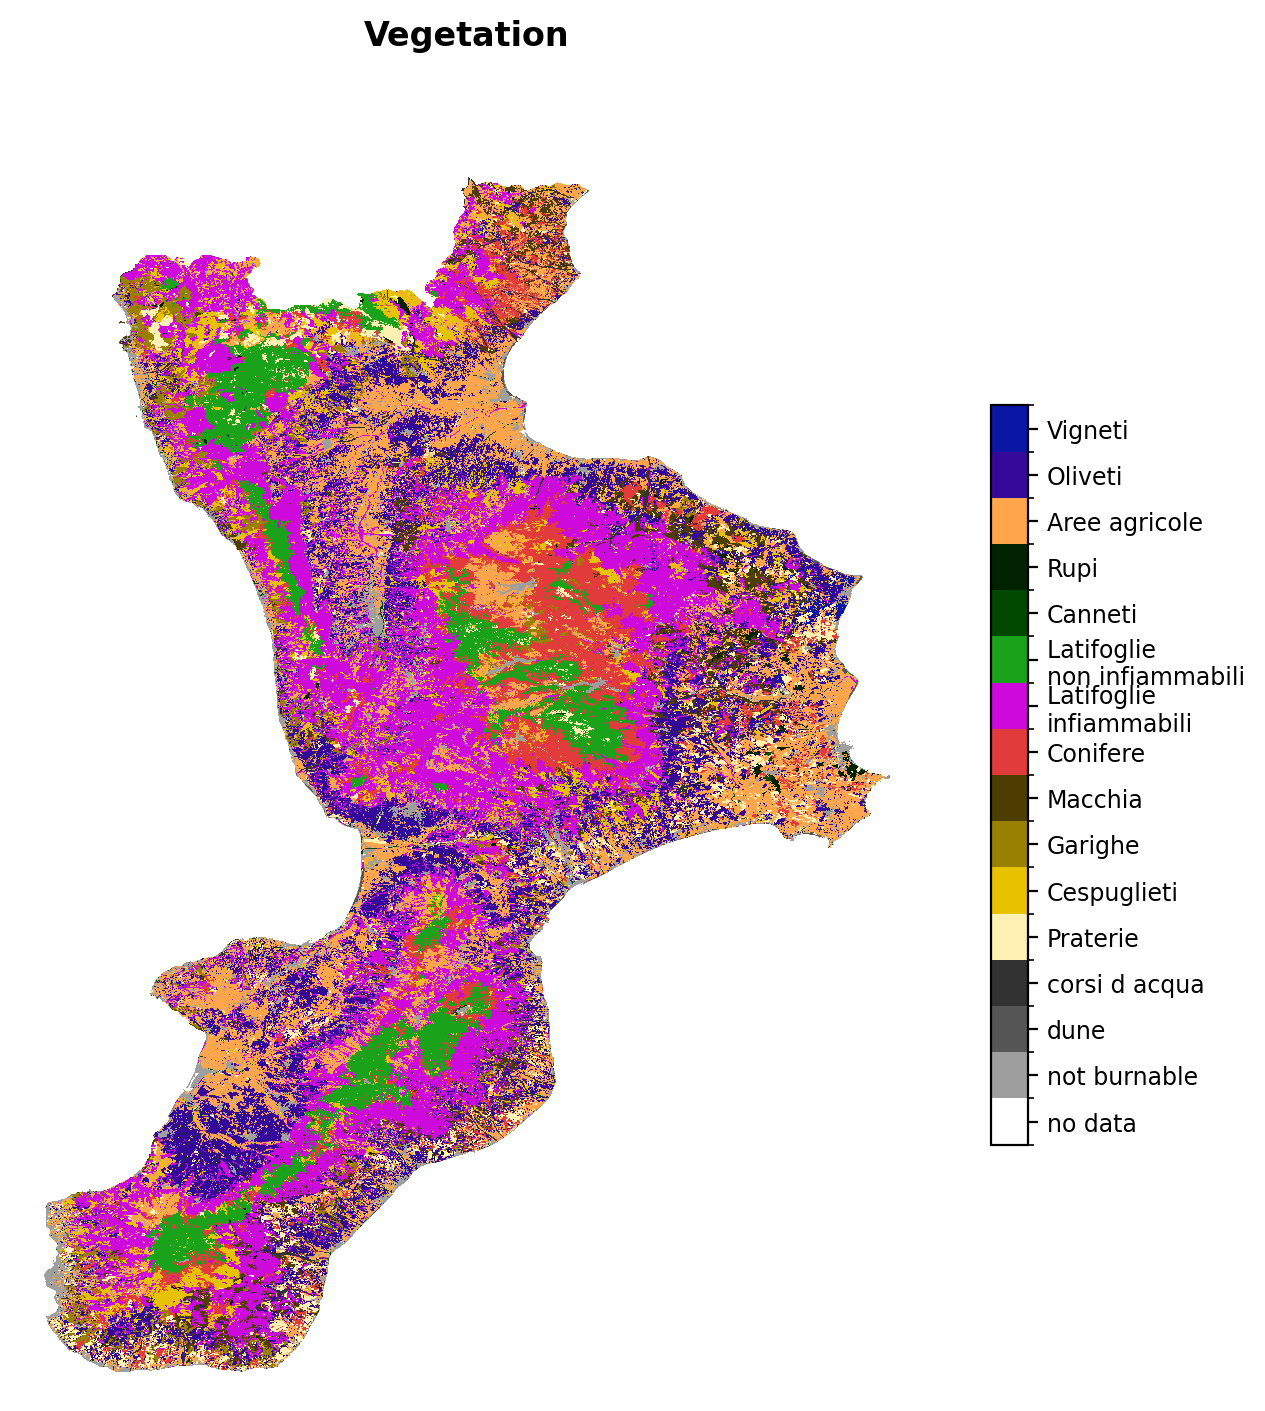 Vegetation
Vigneti
Oliveti
Aree agricole
Rupi
Canneti
Latifoglie
non infiammabili
Latifoglie
infiammabili
Conifere
Macchia
Garighe
Cespuglieti
Praterie
corsi d acqua
dune
not burnable
no data